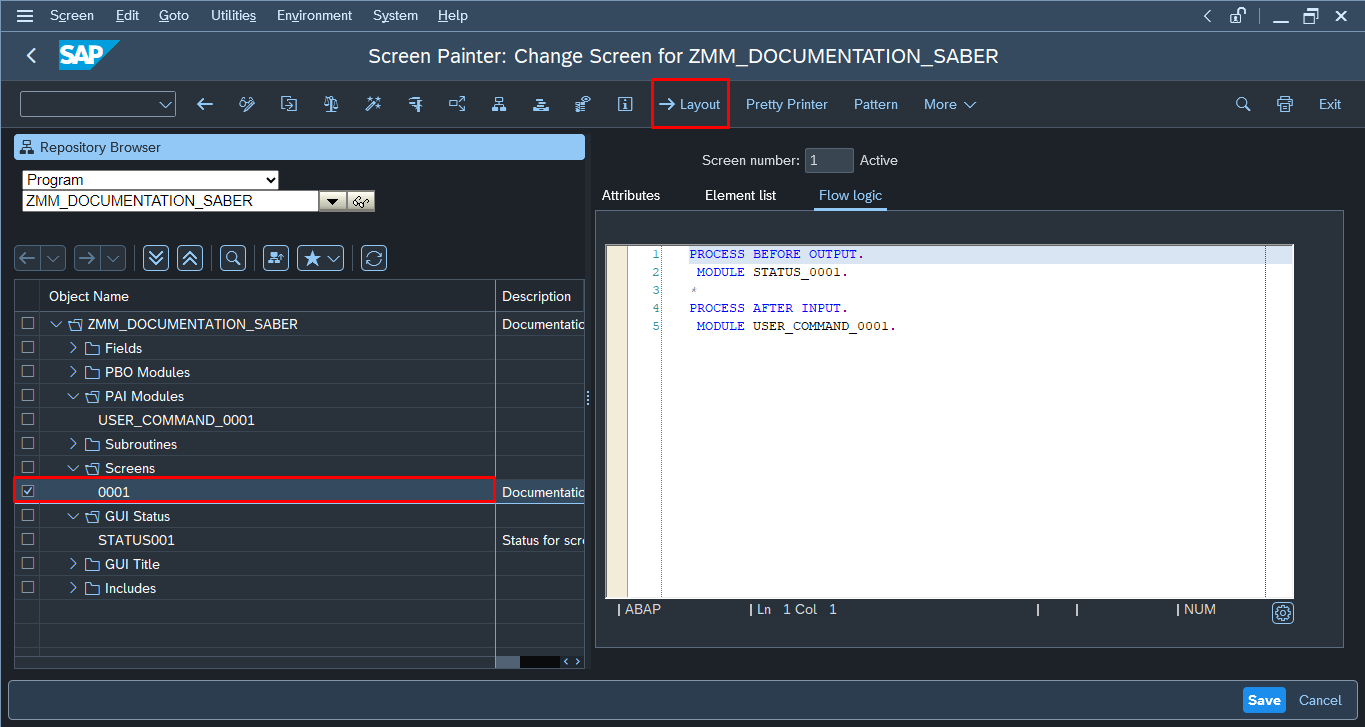 Screen Edit Goto Utilities Environment System Help
SAP Screen Painter: Change Screen for ZMM_DOCUMENTATION_SABER
Layout Pretty Printer Pattern More Exit
Repository Browser
Program
ZMM_DOCUMENTATION_SABER
Object Name Description
ZMM_DOCUMENTATION_SABER Documentatic
Fields
PBO Modules
PAI Modules
USER_COMMAND_0001
Subroutines
Screens
0001 Documentatic
GUI Status
STATUS001 Status for scre
GUI Title
Includes
Screen number: 1 Active
Attributes Element list Flow logic
1 PROCESS BEFORE OUTPUT.
2 MODULE STATUS_0001.
3 *
4 PROCESS AFTER INPUT.
5 MODULE USER_COMMAND_0001.
| ABAP | Ln 1 Col 1 | | | NUM
Save Cancel